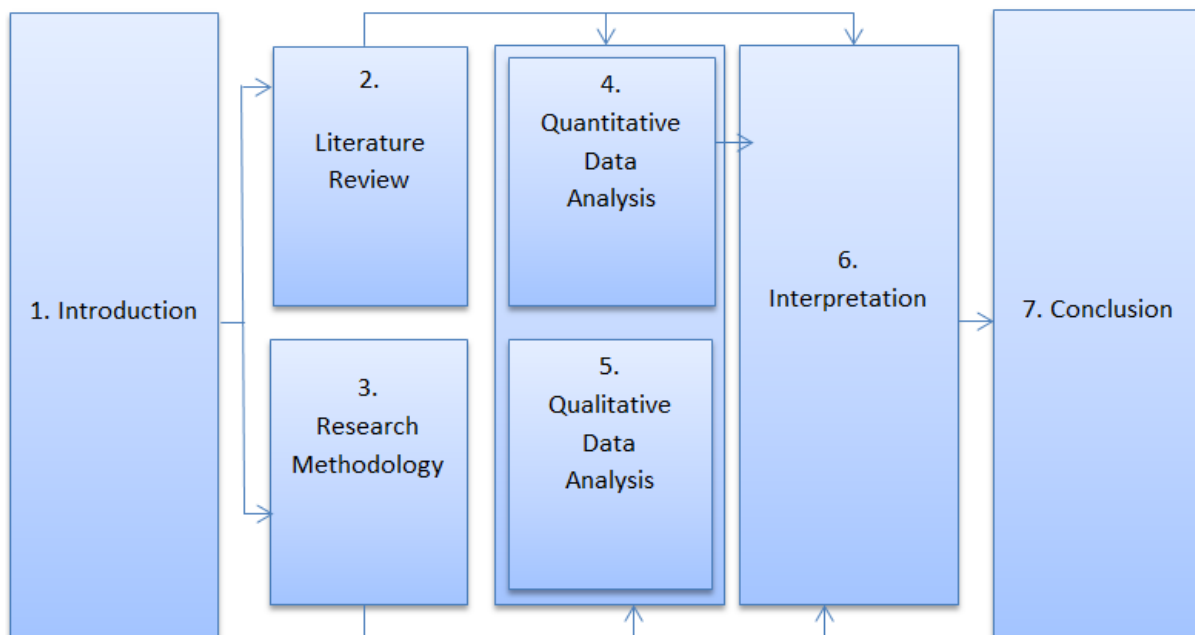 1. Introduction
2.
Literature
Review
3.
Research
Methodology
4.
Quantitative
Data
Analysis
5.
Qualitative
Data
Analysis
6.
Interpretation
7. Conclusion